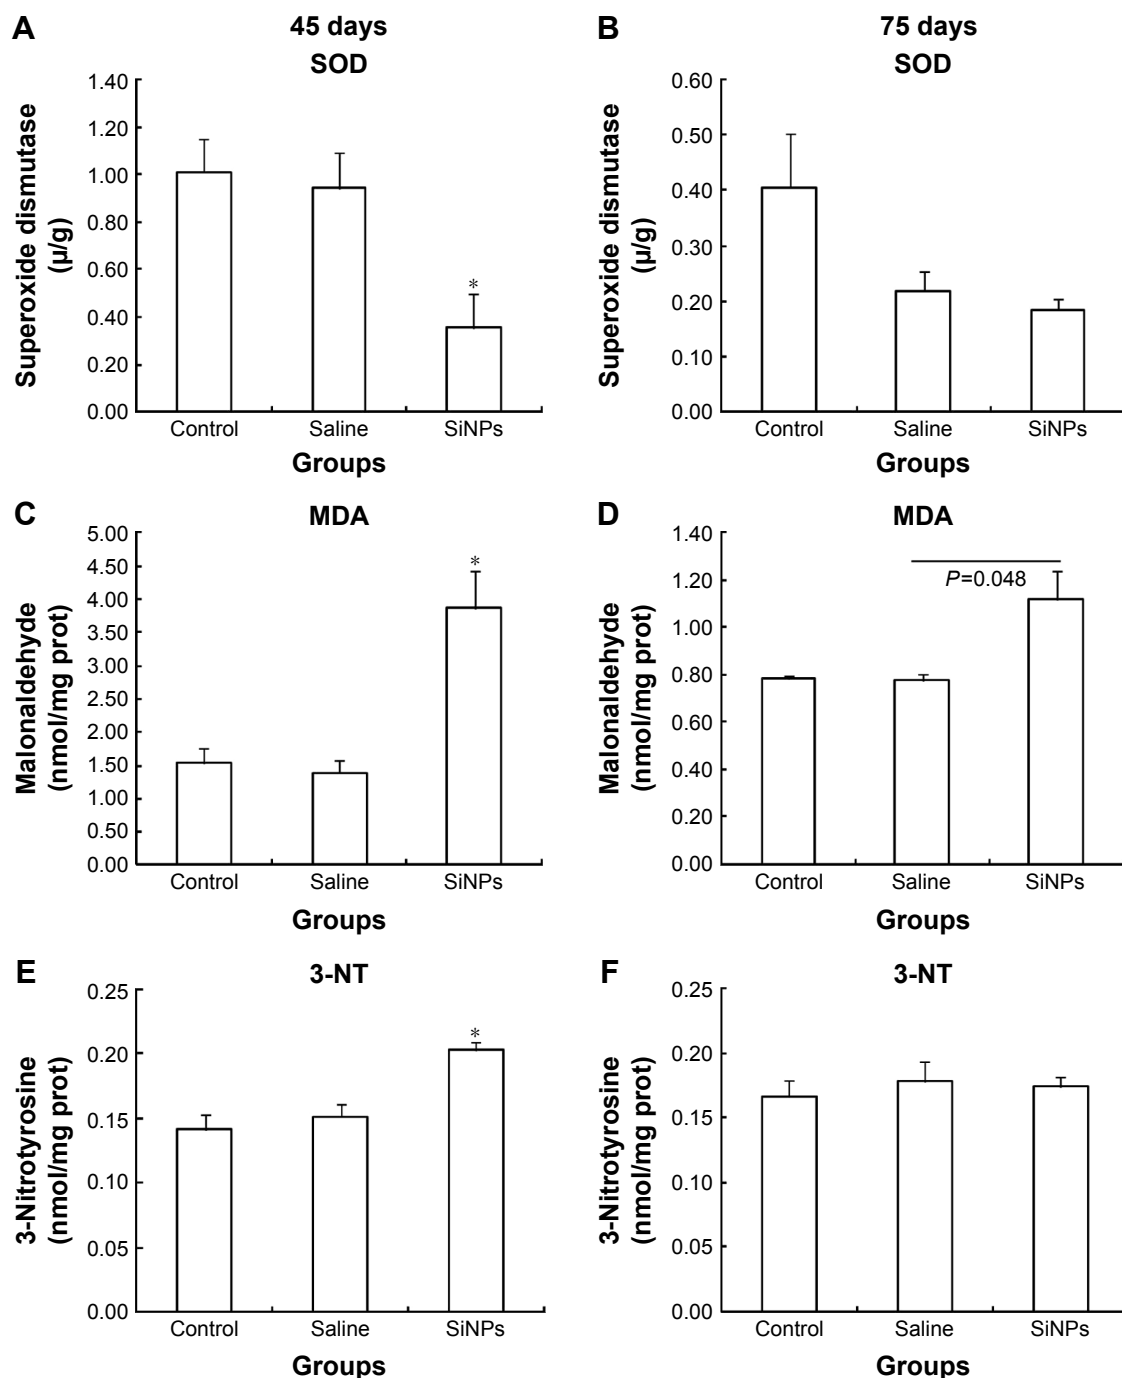 A
45 days
SOD
Superoxide dismutase
(µ/g)
1.40
1.20
1.00
0.80
0.60
0.40
0.20
0.00
*
Control Saline SiNPs
Groups
B
75 days
SOD
Superoxide dismutase
(µ/g)
0.60
0.50
0.40
0.30
0.20
0.10
0.00
Control Saline SiNPs
Groups
C
MDA
Malonaldehyde
(nmol/mg prot)
5.00
4.50
4.00
3.50
3.00
2.50
2.00
1.50
1.00
0.50
0.00
*
Control Saline SiNPs
Groups
D
MDA
Malonaldehyde
(nmol/mg prot)
1.40
1.20
1.00
0.80
0.60
0.40
0.20
0.00
P=0.048
Control Saline SiNPs
Groups
E
3-NT
3-Nitrotyrosine
(nmol/mg prot)
0.25
0.20
0.15
0.10
0.05
0.00
*
Control Saline SiNPs
Groups
F
3-NT
3-Nitrotyrosine
(nmol/mg prot)
0.25
0.20
0.15
0.10
0.05
0.00
Control Saline SiNPs
Groups